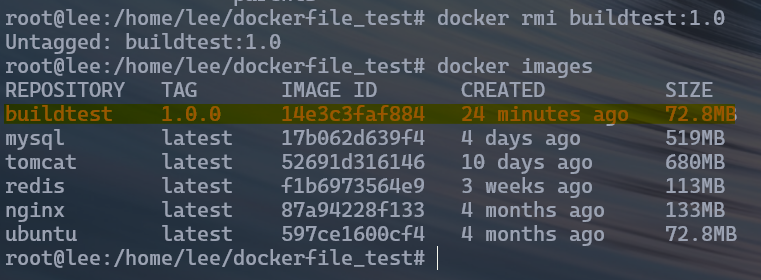 root@lee:/home/lee/dockerfile_test# docker rmi buildtest:1.0
Untagged: buildtest:1.0
root@lee:/home/lee/dockerfile_test# docker images
REPOSITORY TAG IMAGE ID CREATED SIZE
buildtest 1.0.0 14e3c3faf884 24 minutes ago 72.8MB
mysql latest 17b062d639f4 4 days ago 519MB
tomcat latest 52691d316146 10 days ago 680MB
redis latest f1b6973564e9 3 weeks ago 113MB
nginx latest 87a94228f133 4 months ago 133MB
ubuntu latest 597ce1600cf4 4 months ago 72.8MB
root@lee:/home/lee/dockerfile_test#